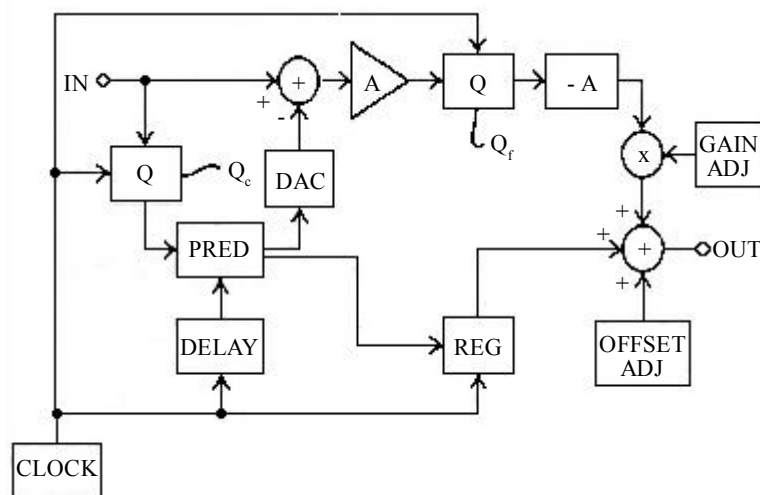 IN
+
-
+
A
Q
Q_f
- A
x
GAIN
ADJ
Q
Q_c
DAC
PRED
+
+
+
+
OUT
DELAY
REG
OFFSET
ADJ
CLOCK